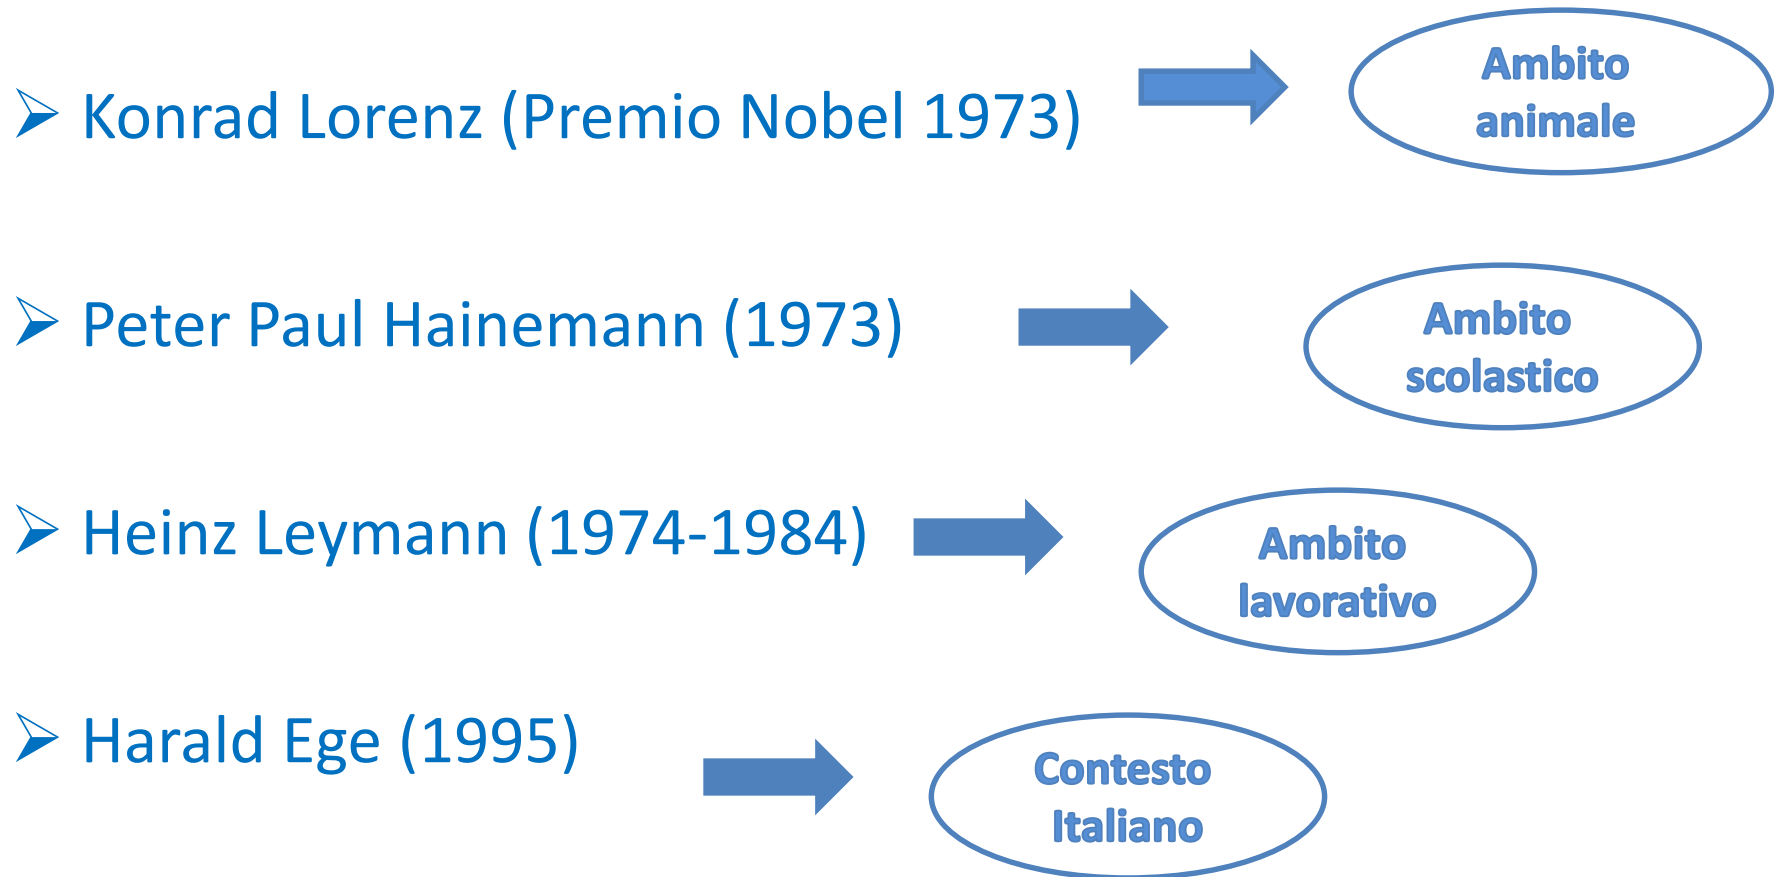 Konrad Lorenz (Premio Nobel 1973)
Ambito
animale
Peter Paul Hainemann (1973)
Ambito
scolastico
Heinz Leymann (1974-1984)
Ambito
lavorativo
Harald Ege (1995)
Contesto
Italiano